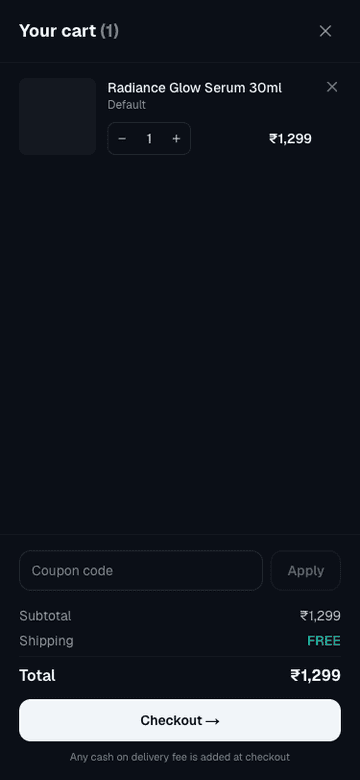 Your cart (1)
Radiance Glow Serum 30ml
Default
− 1 +
₹1,299
Coupon code
Apply
Subtotal
₹1,299
Shipping
FREE
Total
₹1,299
Checkout →
Any cash on delivery fee is added at checkout